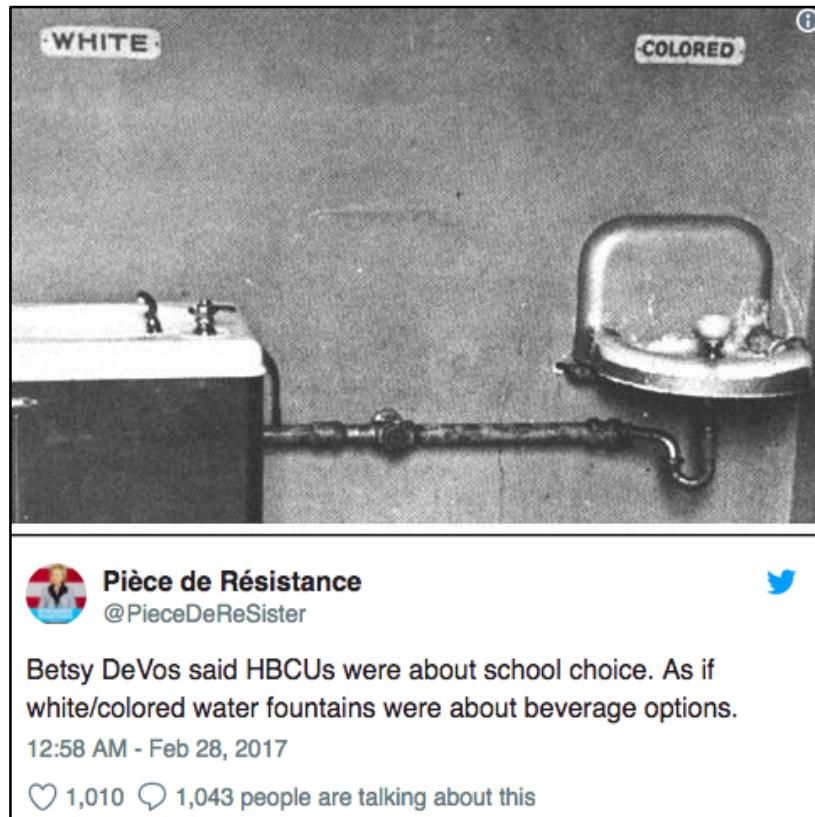 WHITE
COLORED
Pièce de Résistance
@PieceDeReSister
Betsy DeVos said HBCUs were about school choice. As if
white/colored water fountains were about beverage options.
12:58 AM - Feb 28, 2017
1,010 1,043 people are talking about this